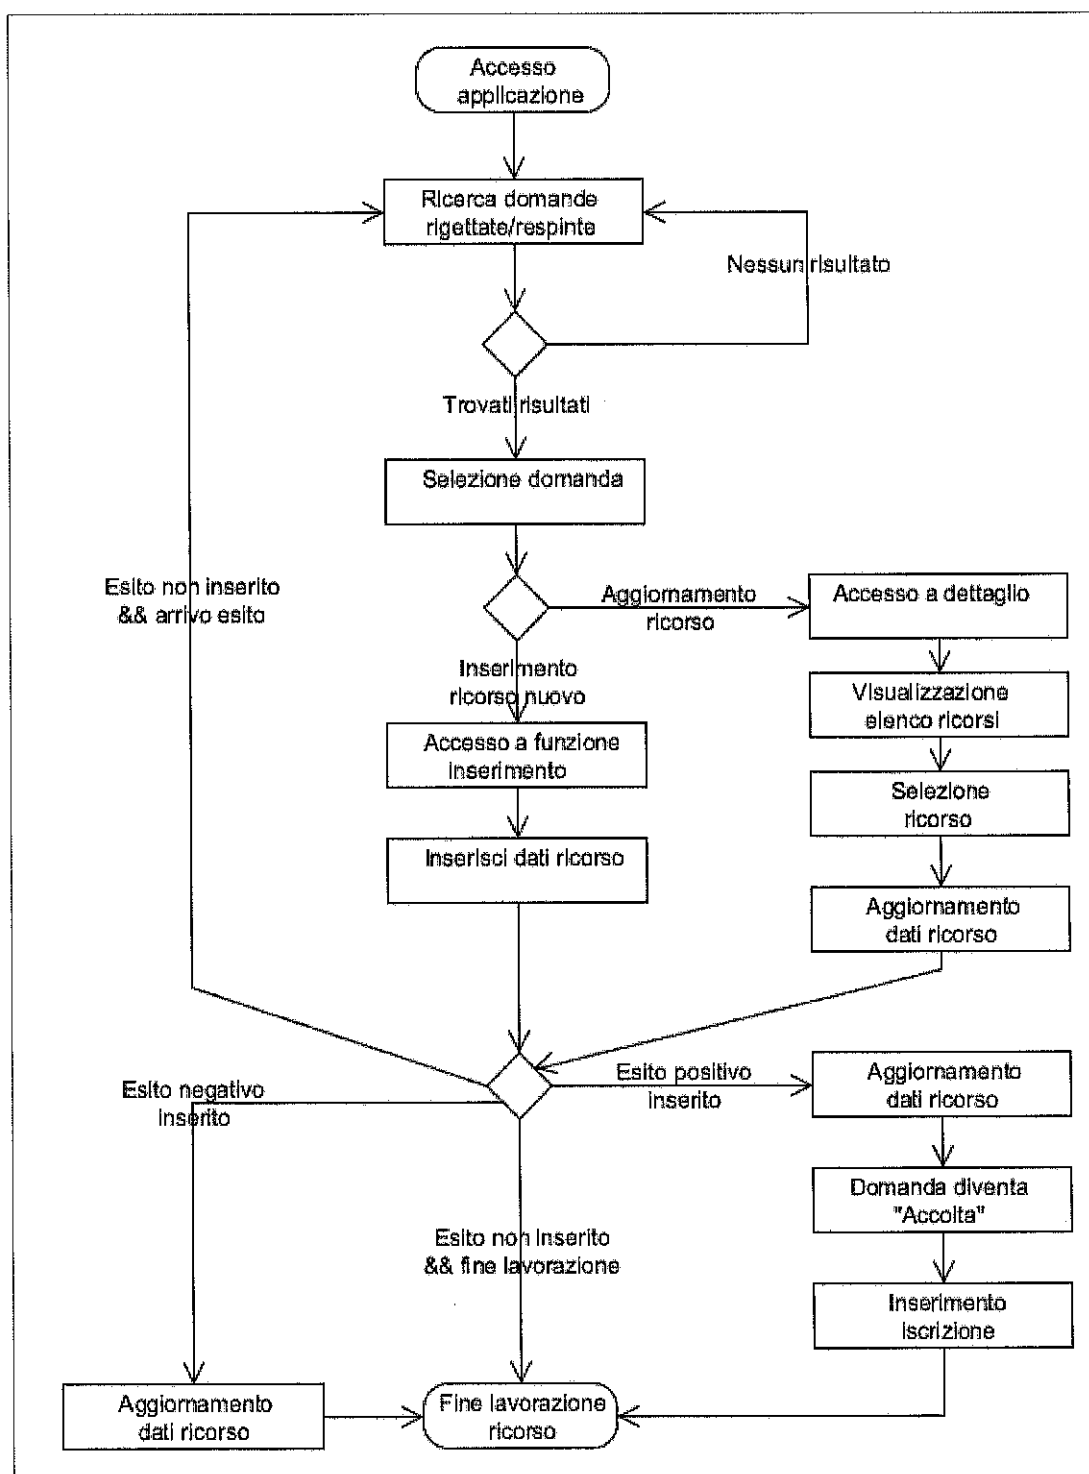 Accesso
applicazione
Ricerca domande
rigettate/respinte
Nessun risultato
Trovati risultati
Selezione domanda
Esito non inserito
&& arrivo esito
Aggiornamento
ricorso
Accesso a dettaglio
Inserimento
ricorso nuovo
Visualizzazione
elenco ricorsi
Accesso a funzione
inserimento
Selezione
ricorso
Inserisci dati ricorso
Aggiornamento
dati ricorso
Esito negativo
inserito
Esito positivo
inserito
Aggiornamento
dati ricorso
Domanda diventa
"Accolta"
Esito non inserito
&& fine lavorazione
Inserimento
iscrizione
Aggiornamento
dati ricorso
Fine lavorazione
ricorso